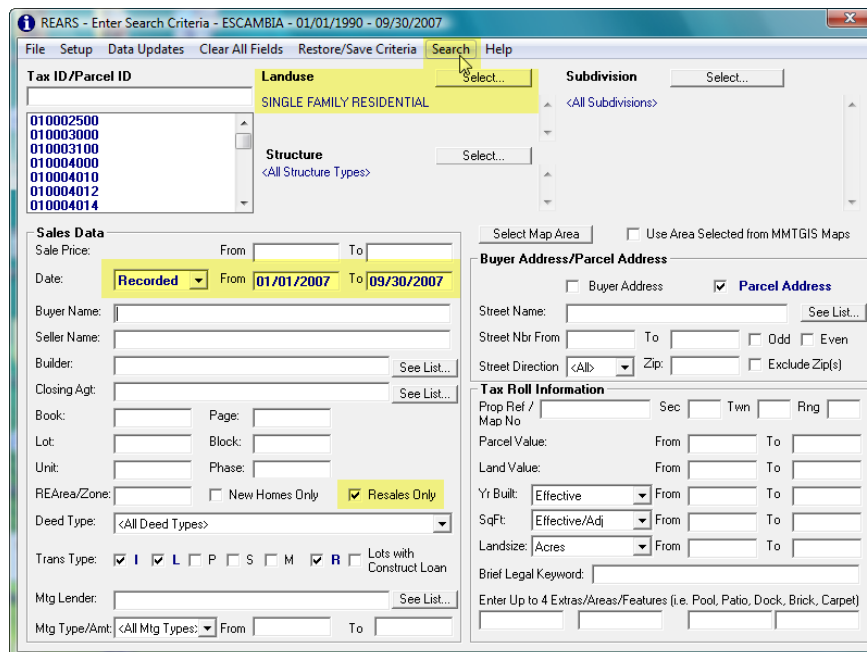 REARS - Enter Search Criteria - ESCAMBIA - 01/01/1990 - 09/30/2007
File Setup Data Updates Clear All Fields Restore/Save Criteria Search Help
Tax ID/Parcel ID
010002500
010003000
010003100
010004000
010004010
010004012
010004014
Landuse Select...
SINGLE FAMILY RESIDENTIAL
Structure Select...
<All Structure Types>
Subdivision Select...
<All Subdivisions>
Sales Data
Sale Price: From To
Date: Recorded From 01/01/2007 To 09/30/2007
Buyer Name:
Seller Name:
Builder: See List...
Closing Agt: See List...
Book: Page:
Lot: Block:
Unit: Phase:
REArea/Zone: New Homes Only Resales Only
Deed Type: <All Deed Types>
Trans Type: I L P S M R Lots with
Construct Loan
Mtg Lender: See List...
Mtg Type/Amt: <All Mtg Types> From To
Select Map Area Use Area Selected from MMTGIS Maps
Buyer Address/Parcel Address
Buyer Address Parcel Address
Street Name: See List...
Street Nbr From To Odd Even
Street Direction <All> Zip: Exclude Zip(s)
Tax Roll Information
Prop Ref / Sec Twn Rng
Map No
Parcel Value: From To
Land Value: From To
Yr Built: Effective From To
SqFt: Effective/Adj From To
Landsize: Acres From To
Brief Legal Keyword:
Enter Up to 4 Extras/Areas/Features (i.e. Pool, Patio, Dock, Brick, Carpet)